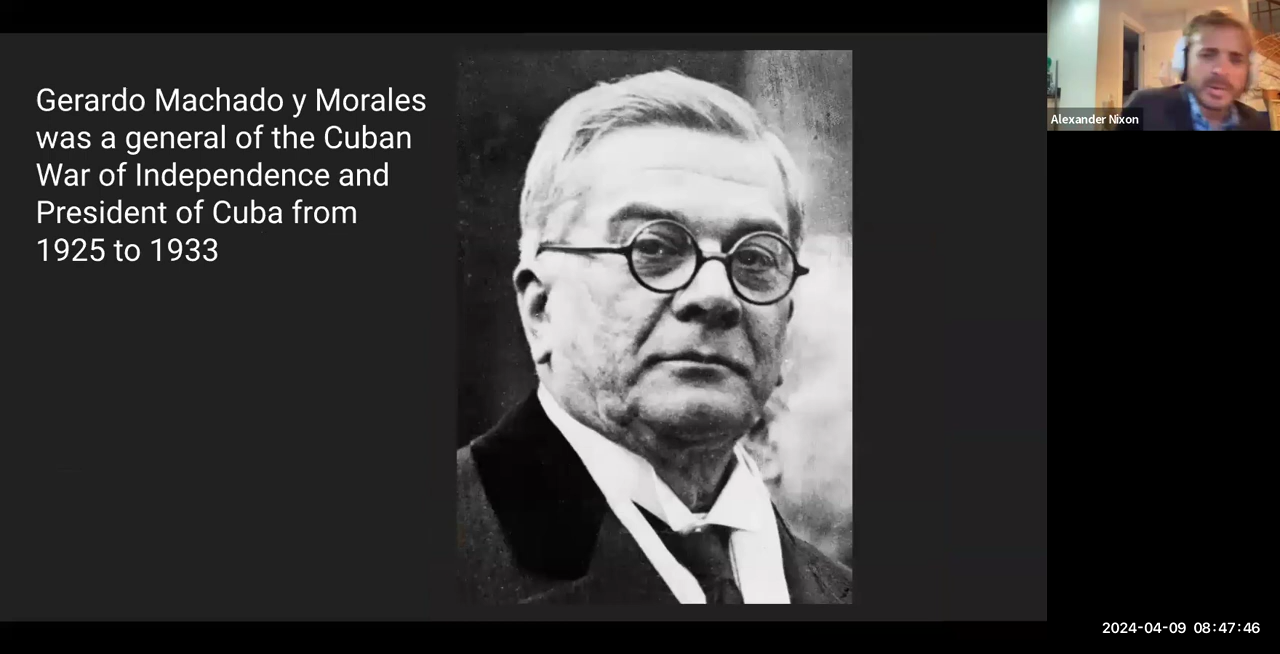 Gerardo Machado y Morales
was a general of the Cuban
War of Independence and
President of Cuba from
1925 to 1933
Alexander Nixon
2024-04-09 08:47:46